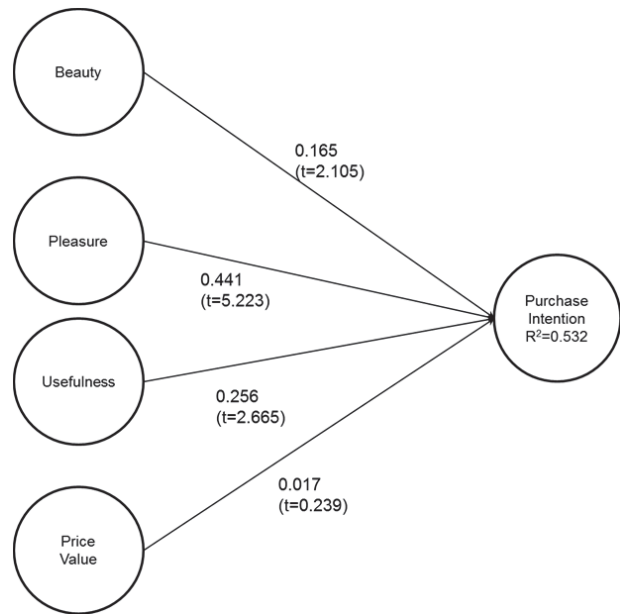 Beauty
0.165
(t=2.105)
Pleasure
0.441
(t=5.223)
Purchase
Intention
R²=0.532
Usefulness
0.256
(t=2.665)
0.017
(t=0.239)
Price
Value